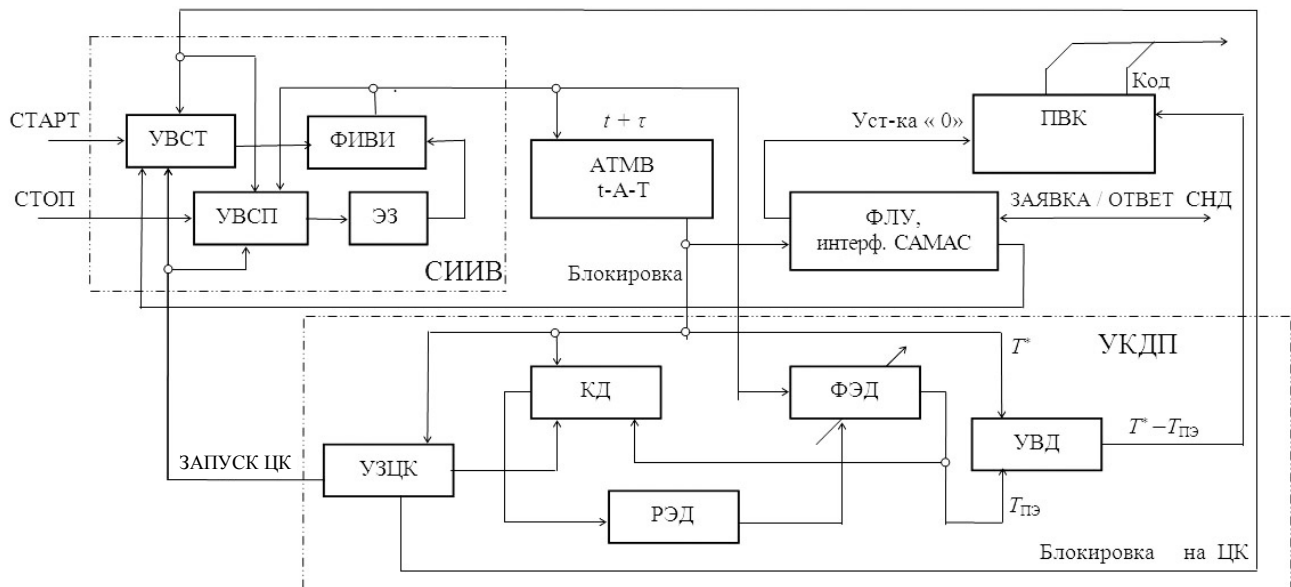 Код
СТАРТ
УВСТ
ФИВИ
t + τ
Уст-ка « 0»
ПВК
АТМВ
t-А-Т
СТОП
УВСП
ЭЗ
ЗАЯВКА / ОТВЕТ СНД
ФЛУ,
интерф. САМАС
СИИВ
Блокировка
T*
УКДП
КД
ФЭД
УВД
T* – TПЭ
ЗАПУСК ЦК
УЗЦК
РЭД
TПЭ
Блокировка на ЦК